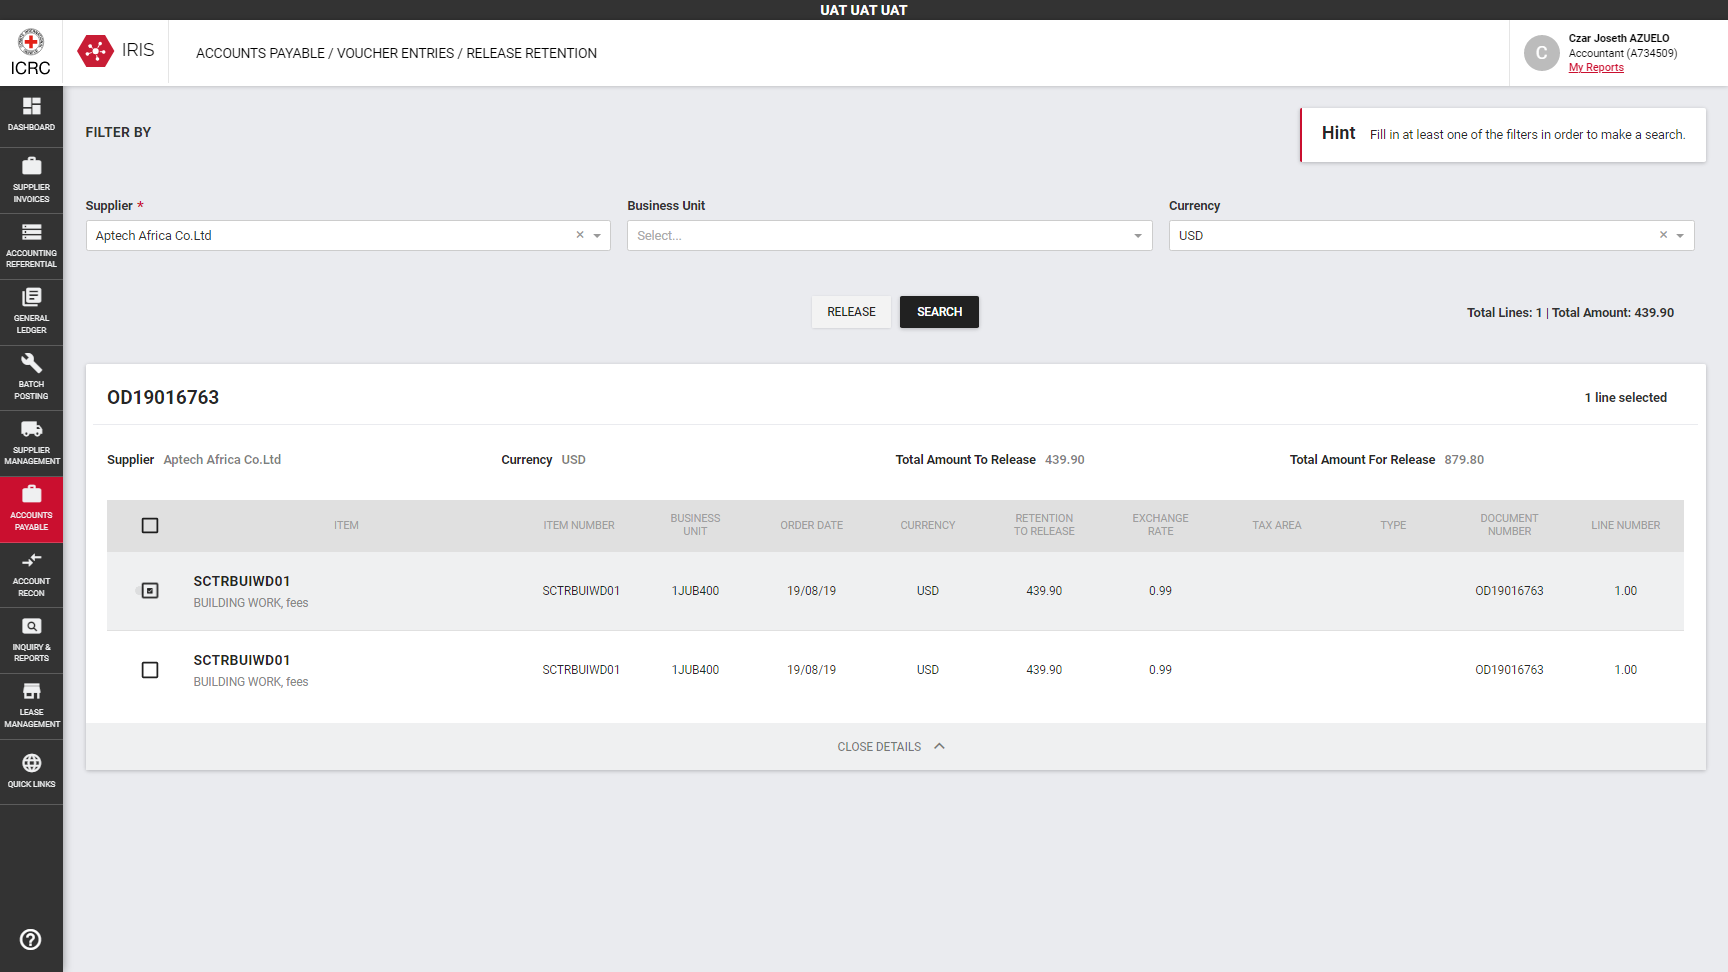 UAT UAT UAT
ICRC
IRIS
ACCOUNTS PAYABLE / VOUCHER ENTRIES / RELEASE RETENTION
C
Czar Joseth AZUELO
Accountant (A734509)
My Reports
DASHBOARD
SUPPLIER
INVOICES
ACCOUNTING
REFERENTIAL
GENERAL
LEDGER
BATCH
POSTING
SUPPLIER
MANAGEMENT
ACCOUNTS
PAYABLE
ACCOUNT
RECON
INQUIRY &
REPORTS
LEASE
MANAGEMENT
QUICK LINKS
FILTER BY
Hint Fill in at least one of the filters in order to make a search.
Supplier * Business Unit Currency
Aptech Africa Co.Ltd Select... USD
RELEASE SEARCH Total Lines: 1 | Total Amount: 439.90
OD19016763 1 line selected
Supplier Aptech Africa Co.Ltd Currency USD Total Amount To Release 439.90 Total Amount For Release 879.80
ITEM ITEM NUMBER BUSINESS UNIT ORDER DATE CURRENCY RETENTION TO RELEASE EXCHANGE RATE TAX AREA TYPE DOCUMENT NUMBER LINE NUMBER
SCTRBUIWD01
BUILDING WORK, fees
SCTRBUIWD01 1JUB400 19/08/19 USD 439.90 0.99 OD19016763 1.00
SCTRBUIWD01
BUILDING WORK, fees
SCTRBUIWD01 1JUB400 19/08/19 USD 439.90 0.99 OD19016763 1.00
CLOSE DETAILS